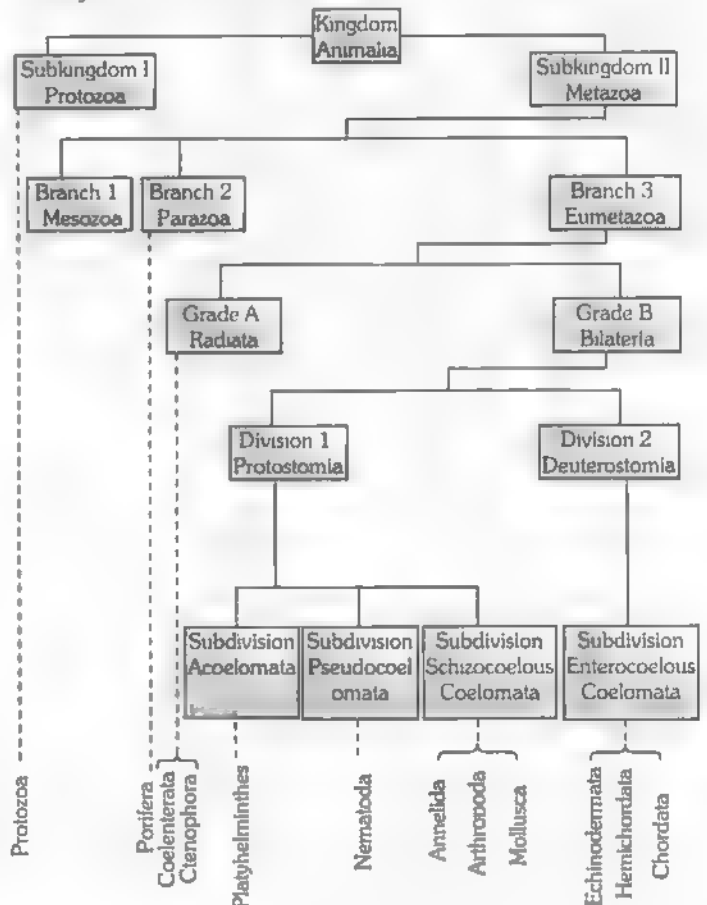 Kingdom
Animalia
Subkingdom I
Protozoa
Subkingdom II
Metazoa
Branch 1
Mesozoa
Branch 2
Parazoa
Branch 3
Eumetazoa
Grade A
Radiata
Grade B
Bilateria
Division 1
Protostomia
Division 2
Deuterostomia
Subdivision
Acoelomata
Subdivision
Pseudocoel
omata
Subdivision
Schizocoelous
Coelomata
Subdivision
Enterocoelous
Coelomata
Protozoa
Porifera
Coelenterata
Ctenophora
Platyhelminthes
Nematoda
Annelida
Arthropoda
Mollusca
Echinodermata
Hemichordata
Chordata